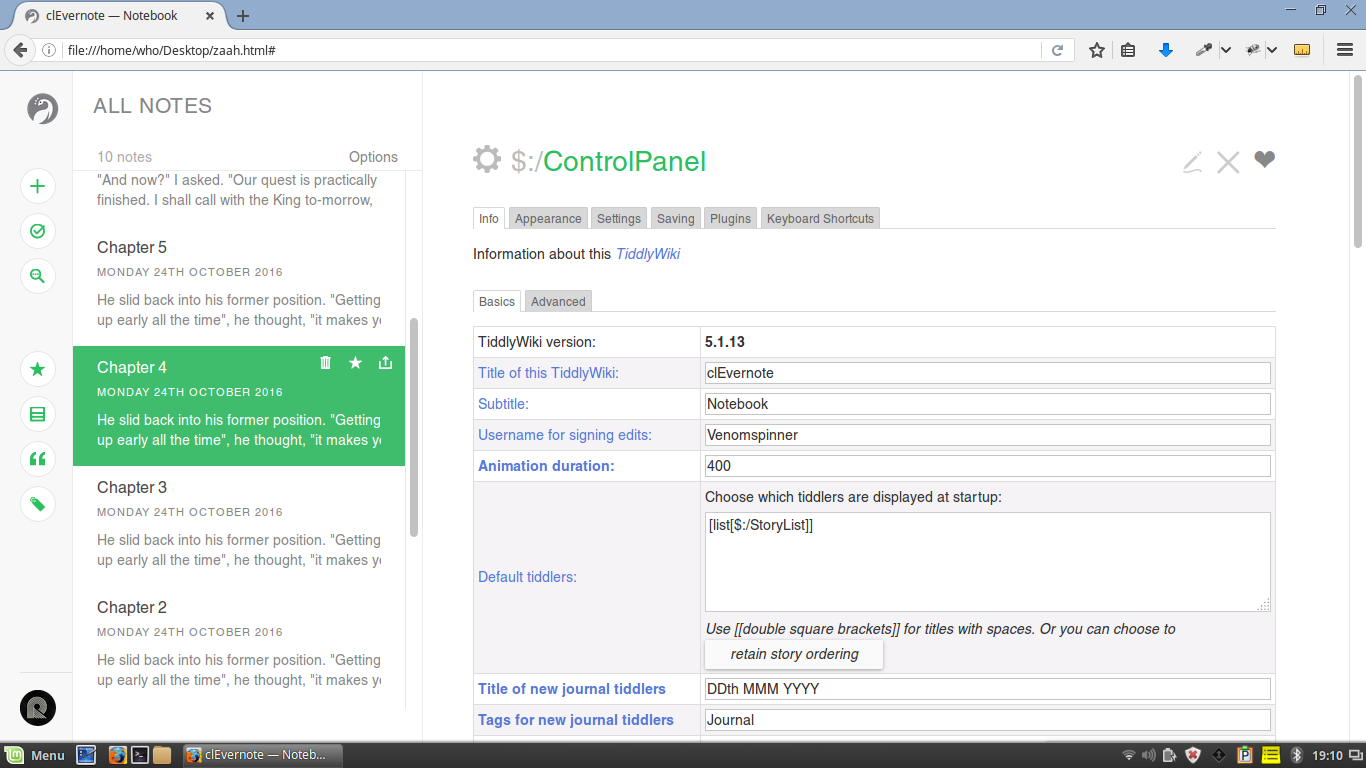 clEvernote — Notebook
file:///home/who/Desktop/zaah.html#
ALL NOTES
10 notes
Options
"And now?" I asked. "Our quest is practically
finished. I shall call with the King to-morrow,
Chapter 5
MONDAY 24TH OCTOBER 2016
He slid back into his former position. "Getting
up early all the time", he thought, "it makes yo
Chapter 4
MONDAY 24TH OCTOBER 2016
He slid back into his former position. "Getting
up early all the time", he thought, "it makes yo
Chapter 3
MONDAY 24TH OCTOBER 2016
He slid back into his former position. "Getting
up early all the time", he thought, "it makes yo
Chapter 2
MONDAY 24TH OCTOBER 2016
He slid back into his former position. "Getting
up early all the time", he thought, "it makes yo
$:/ControlPanel
Info Appearance Settings Saving Plugins Keyboard Shortcuts
Information about this TiddlyWiki
Basics Advanced
TiddlyWiki version: 5.1.13
Title of this TiddlyWiki: clEvernote
Subtitle: Notebook
Username for signing edits: Venomspinner
Animation duration: 400
Default tiddlers:
Choose which tiddlers are displayed at startup:
[list[$:/StoryList]]
Use [[double square brackets]] for titles with spaces. Or you can choose to
retain story ordering
Title of new journal tiddlers DDth MMM YYYY
Tags for new journal tiddlers Journal
Menu
clEvernote — Noteb...
19:10